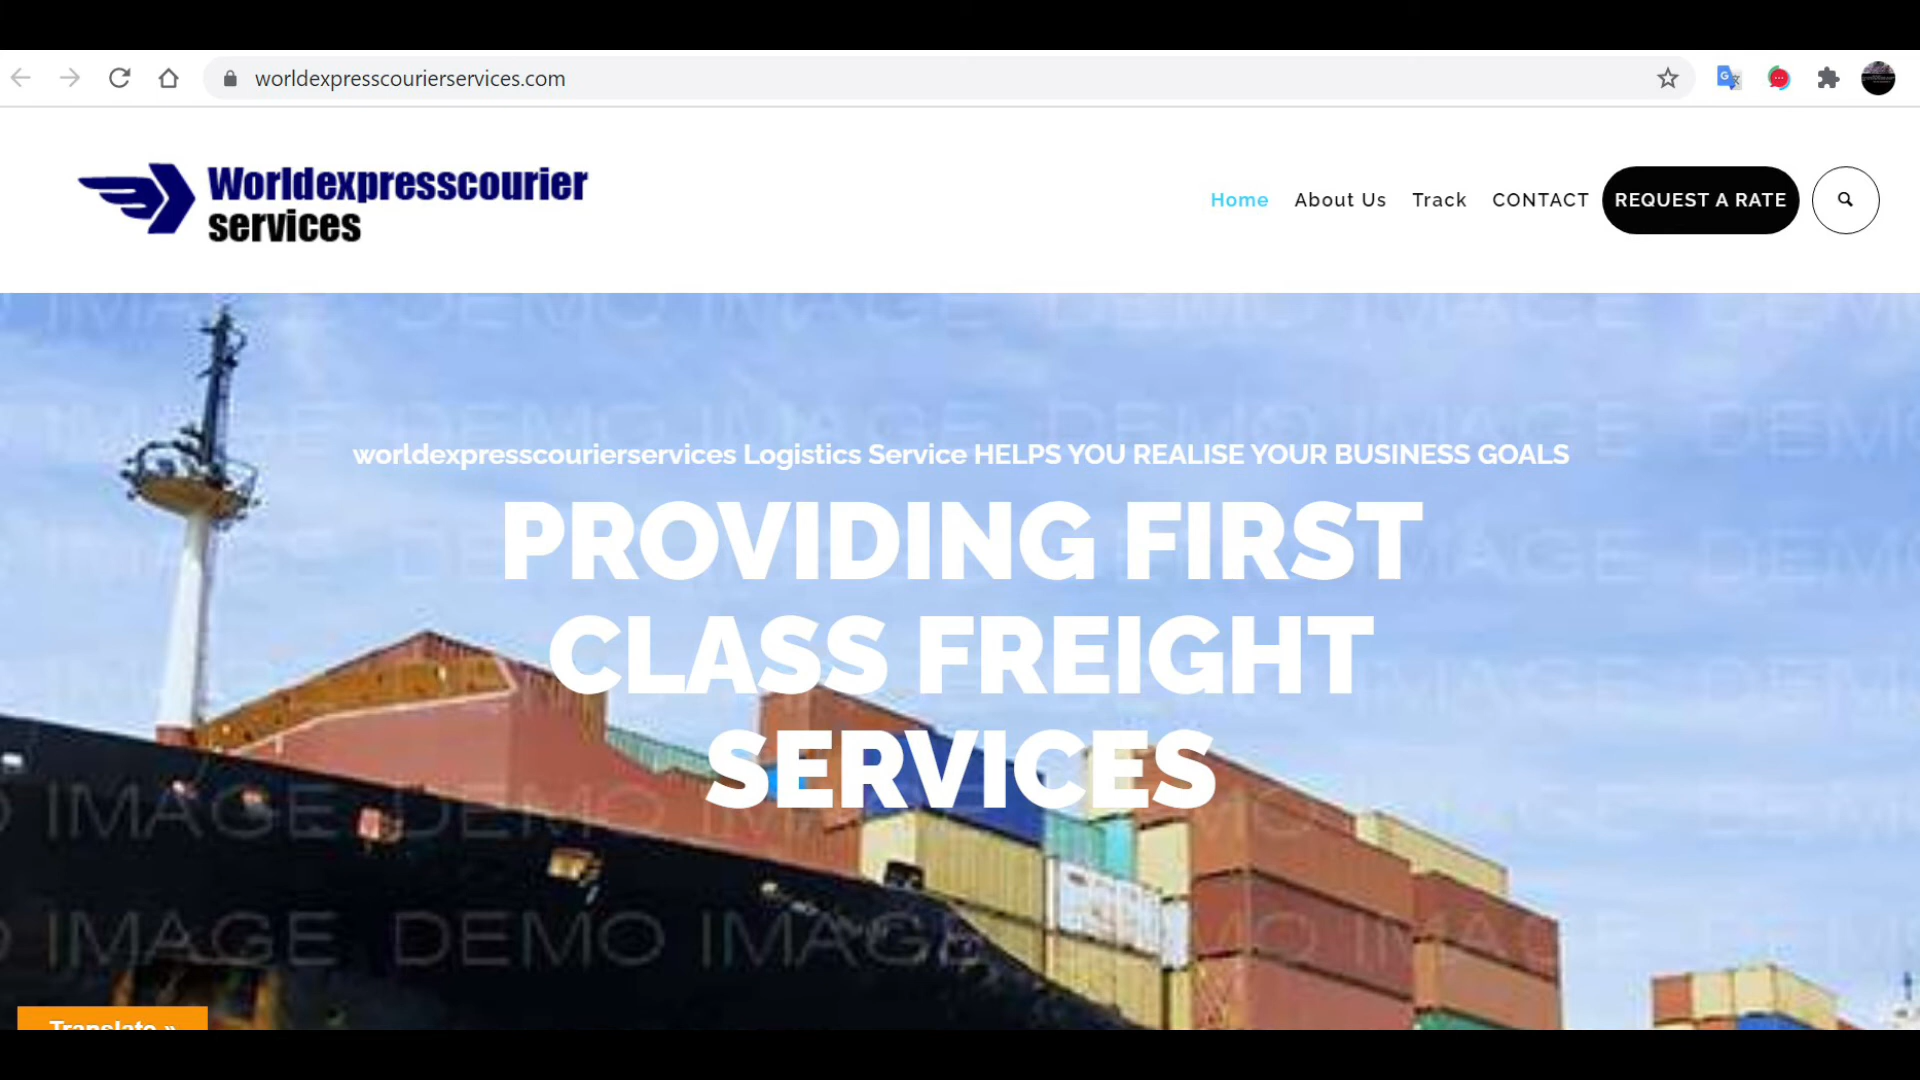 worldexpresscourierservices.com
Worldexpresscourier
services
Home About Us Track CONTACT REQUEST A RATE
IMAGE DEMO IMAGE DEMO IMAGE DEMO
worldexpresscourierservices Logistics Service HELPS YOU REALISE YOUR BUSINESS GOALS
PROVIDING FIRST
CLASS FREIGHT
SERVICES
IMAGE DEMO IMAGE
Translate »